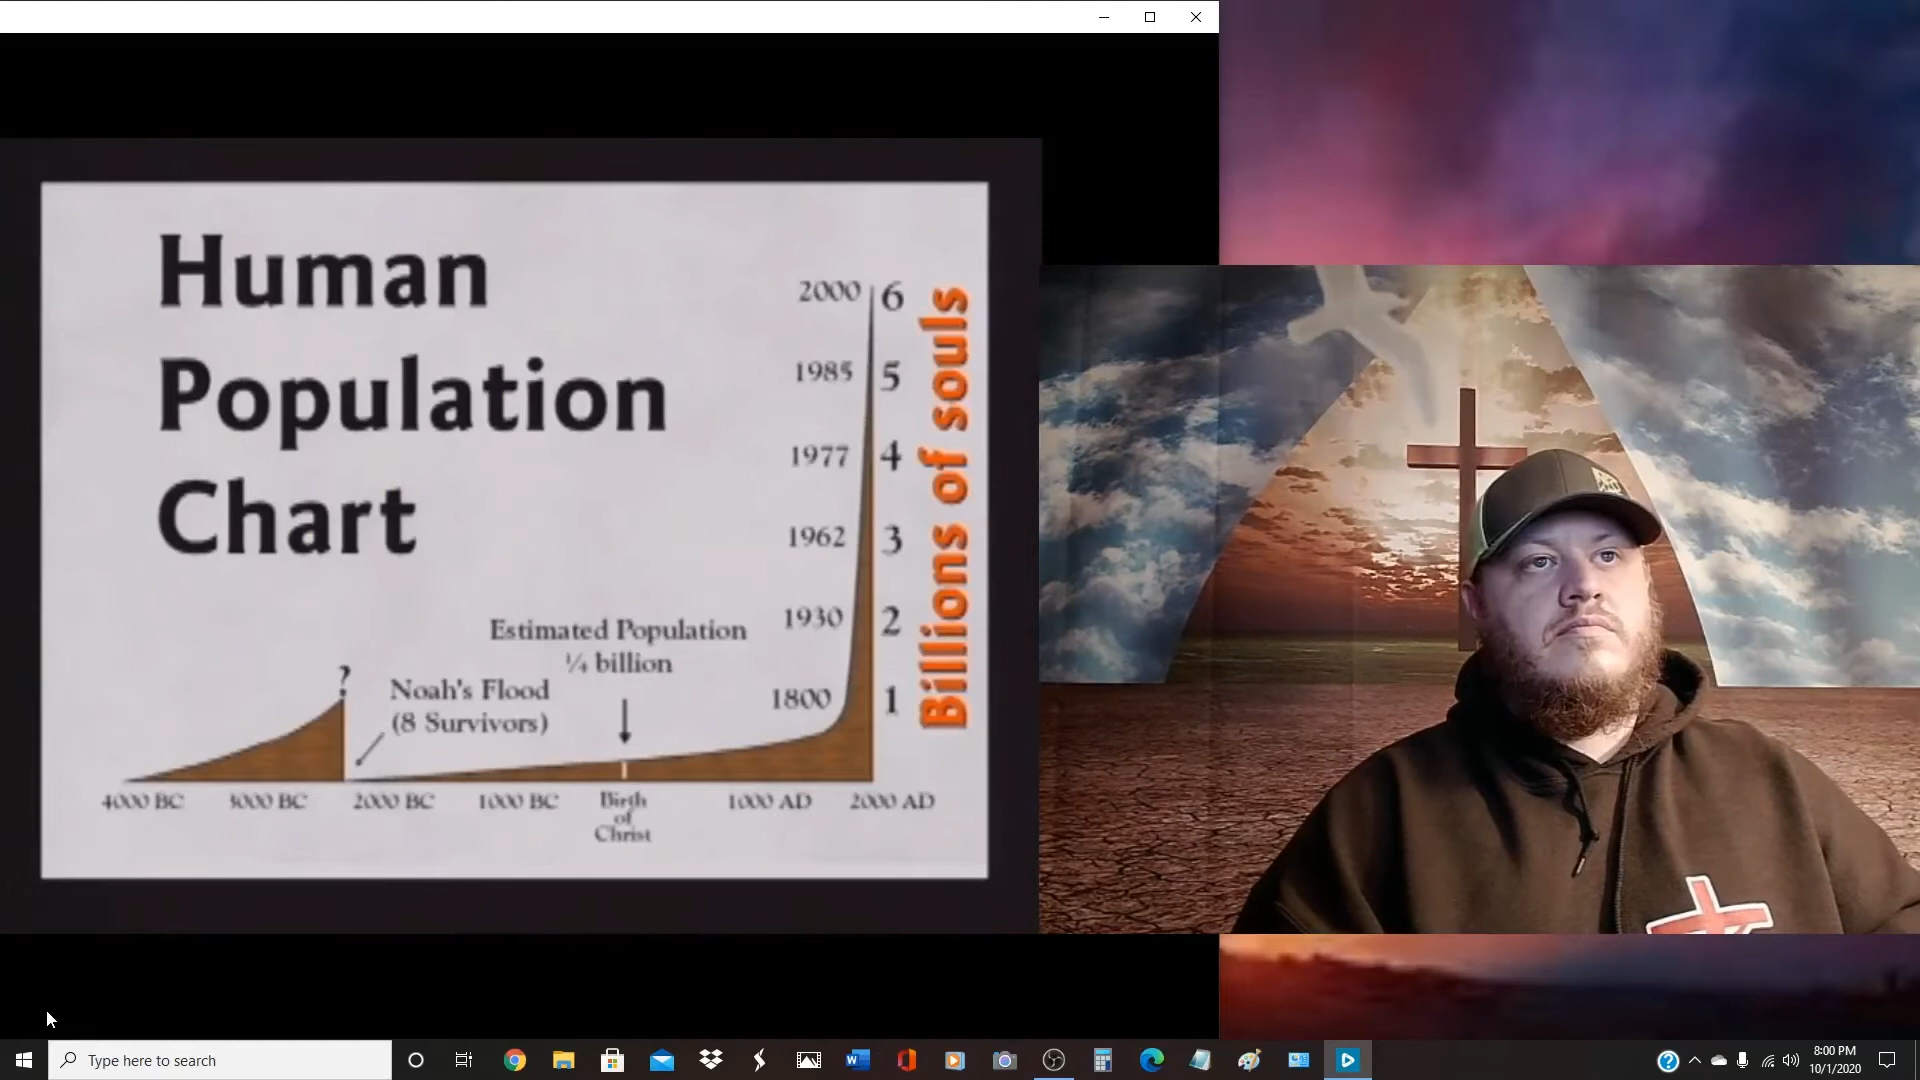 Human
Population
Chart
2000 6
1985 5
1977 4
1962 3
1930 2
1800 1
Billions of souls
Estimated Population
¼ billion
?
Noah's Flood
(8 Survivors)
4000 BC 3000 BC 2000 BC 1000 BC Birth of Christ 1000 AD 2000 AD
Type here to search
8:00 PM
10/1/2020